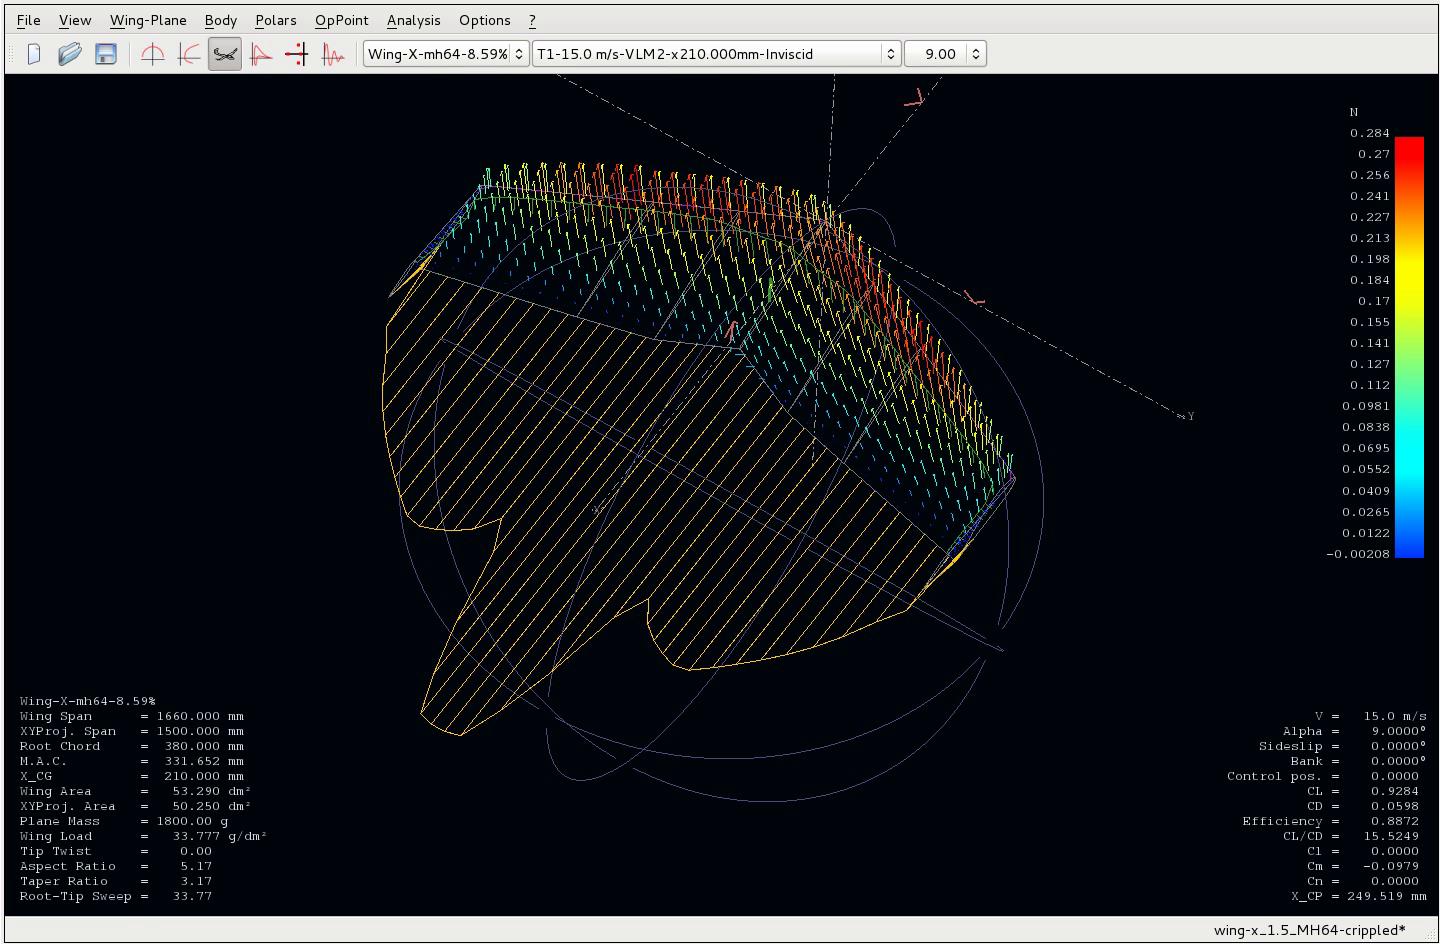 File View Wing-Plane Body Polars OpPoint Analysis Options ?
Wing-X-mh64-8.59% T1-15.0 m/s-VLM2-x210.000mm-Inviscid 9.00
N
0.284
0.27
0.256
0.241
0.227
0.213
0.198
0.184
0.17
0.155
0.141
0.127
0.112
0.0981
0.0838
0.0695
0.0552
0.0409
0.0265
0.0122
-0.00208
Y
X
Wing-X-mh64-8.59%
Wing Span = 1660.000 mm
XYProj. Span = 1500.000 mm
Root Chord = 380.000 mm
M.A.C. = 331.652 mm
X_CG = 210.000 mm
Wing Area = 53.290 dm²
XYProj. Area = 50.250 dm²
Plane Mass = 1800.00 g
Wing Load = 33.777 g/dm²
Tip Twist = 0.00
Aspect Ratio = 5.17
Taper Ratio = 3.17
Root-Tip Sweep = 33.77
V = 15.0 m/s
Alpha = 9.0000°
Sideslip = 0.0000°
Bank = 0.0000°
Control pos. = 0.0000
CL = 0.9284
CD = 0.0598
Efficiency = 0.8872
CL/CD = 15.5249
Cl = 0.0000
Cm = -0.0979
Cn = 0.0000
X_CP = 249.519 mm
wing-x_1.5_MH64-crippled*